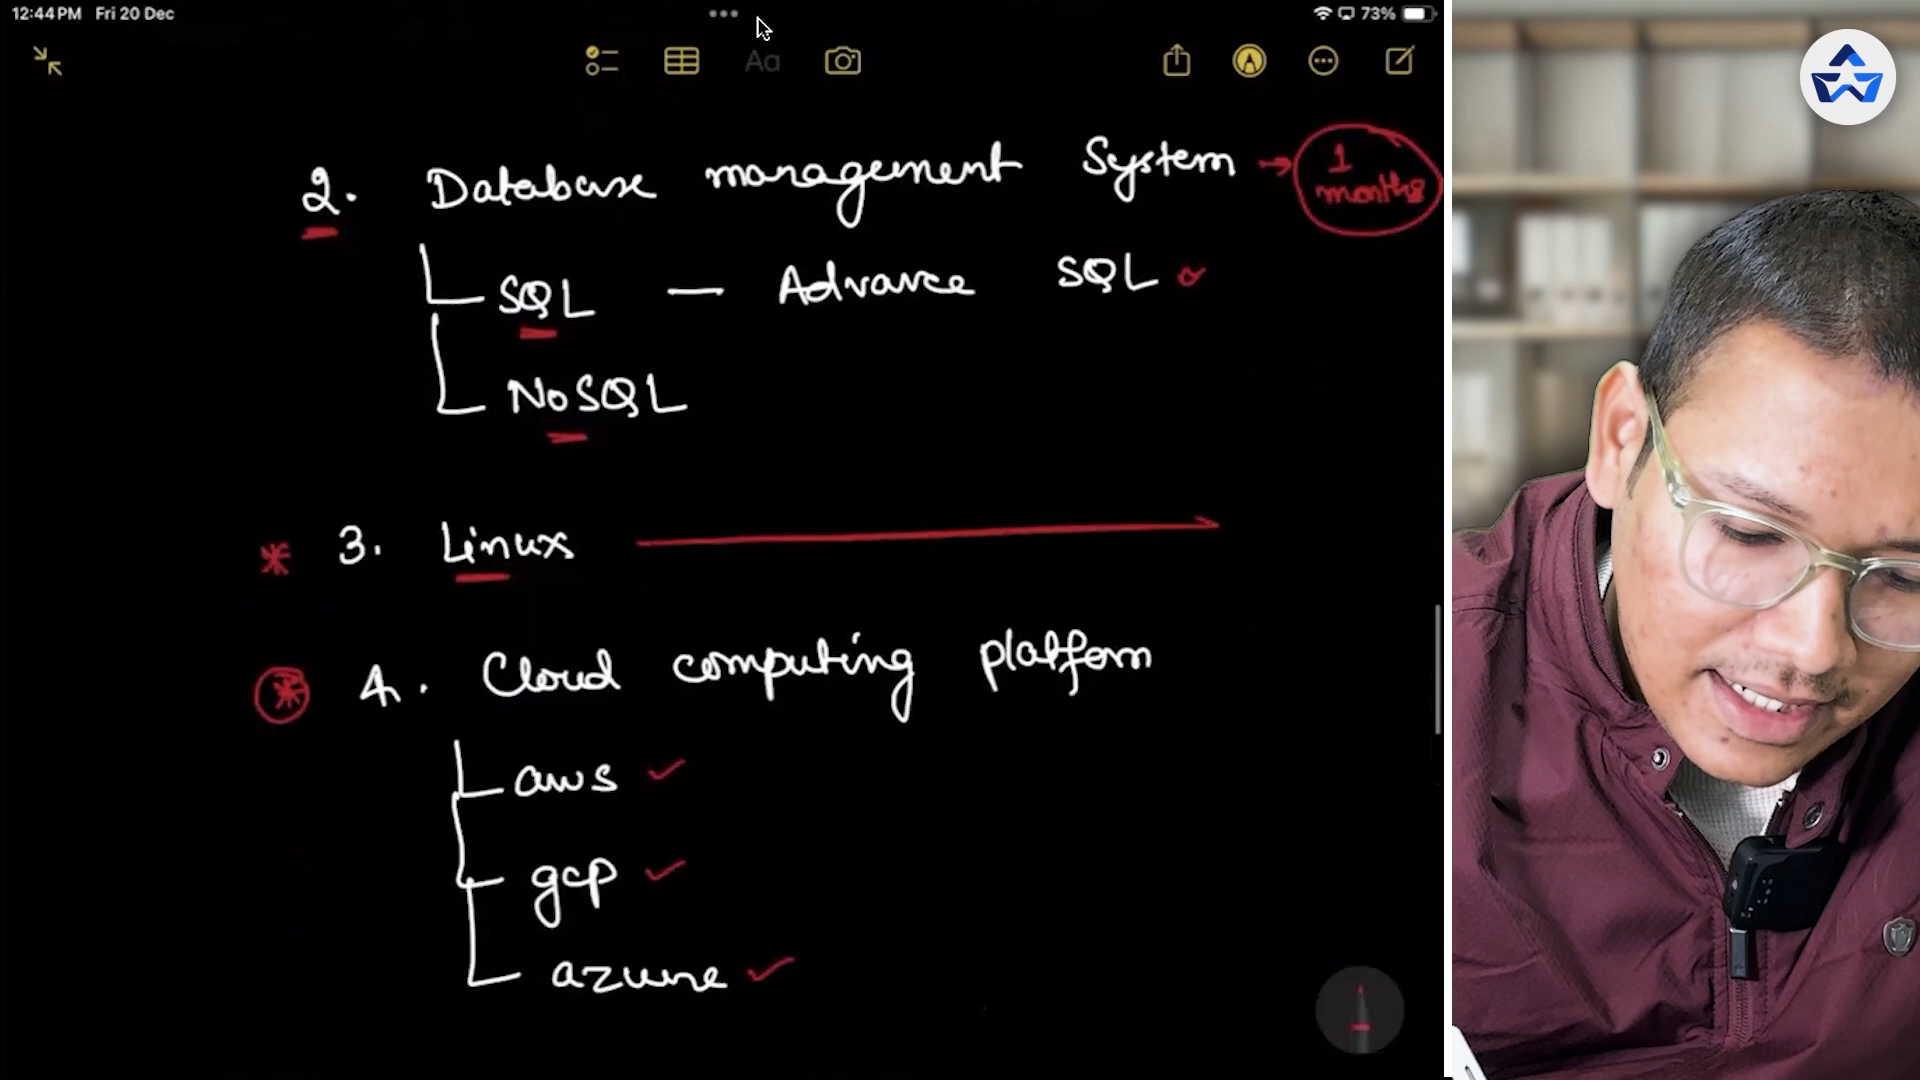 12:44 PM Fri 20 Dec
73%
Aa
2. Database management System → 1 months
SQL — Advance SQL
NoSQL
* 3. Linux
* 4. Cloud computing platform
aws ✓
gcp ✓
azure ✓